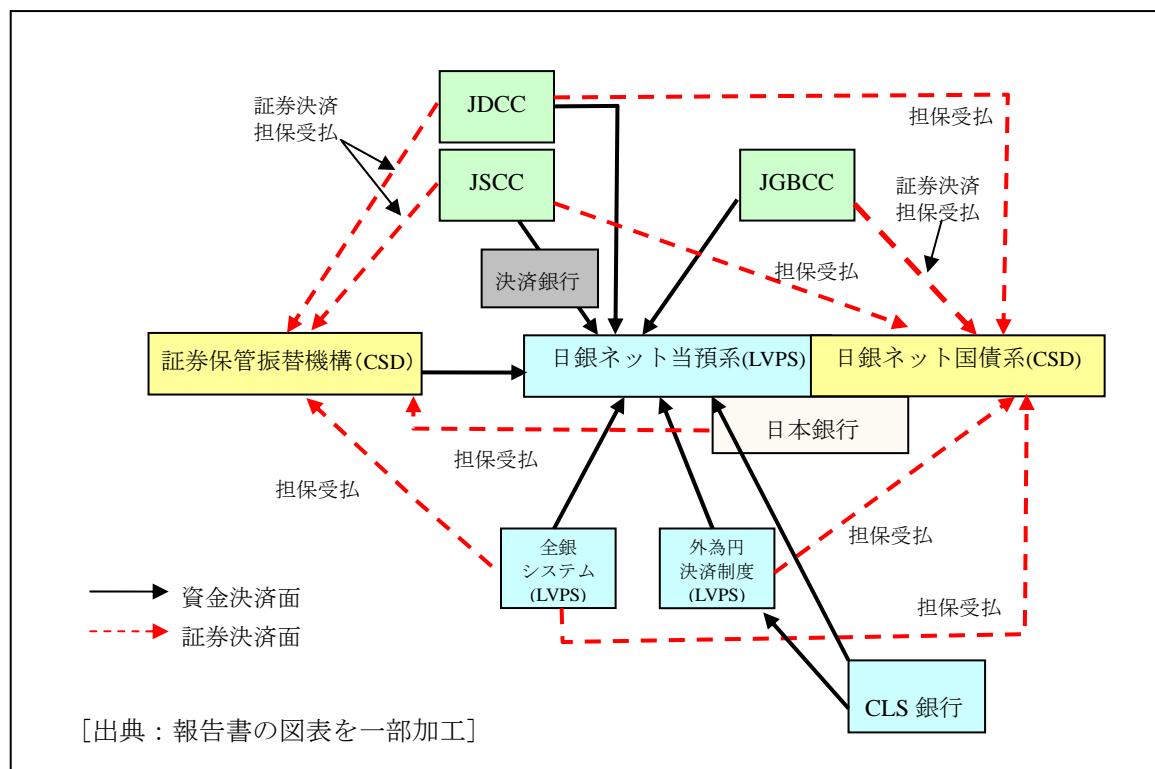 JDCC
証券決済
担保受払
担保受払
JSCC
JGBCC
証券決済
担保受払
担保受払
決済銀行
証券保管振替機構(CSD)
日銀ネット当預系(LVPS)
日銀ネット国債系(CSD)
日本銀行
担保受払
担保受払
担保受払
全銀
システム
(LVPS)
外為円
決済制度
(LVPS)
担保受払
資金決済面
証券決済面
CLS 銀行
［出典：報告書の図表を一部加工］